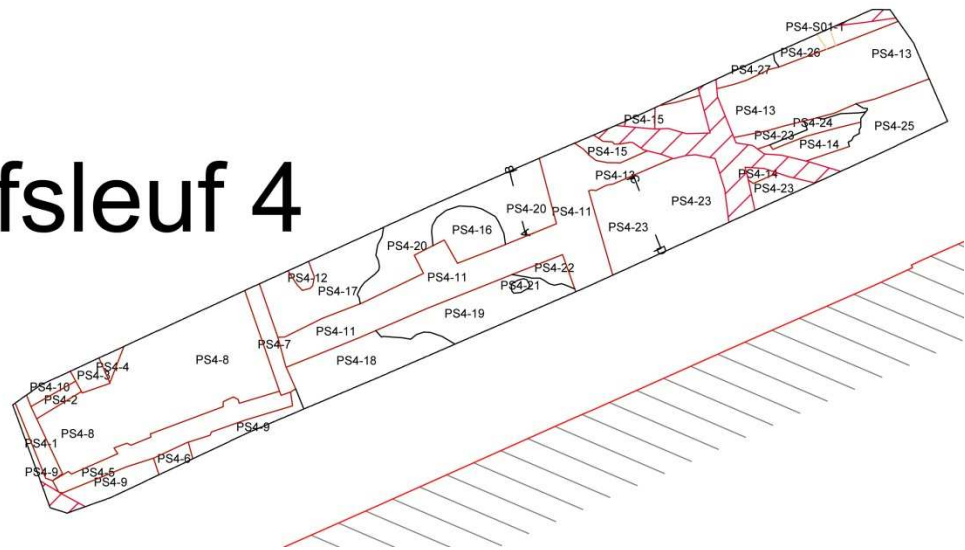 fsleuf 4
PS4-S01-1
PS4-26
PS4-13
PS4-27
PS4-13
PS4-15
PS4-24
PS4-25
PS4-23
PS4-14
PS4-15
B
PS4-14
PS4-23
PS4-23
PS4-20
PS4-11
PS4-23
PS4-16
A
PS4-20
D
PS4-22
PS4-11
PS4-12
PS4-21
PS4-17
PS4-19
PS4-11
PS4-7
PS4-8
PS4-18
PS4-4
PS4-3
PS4-10
PS4-2
PS4-9
PS4-8
PS4-1
PS4-6
PS4-9
PS4-5
PS4-9